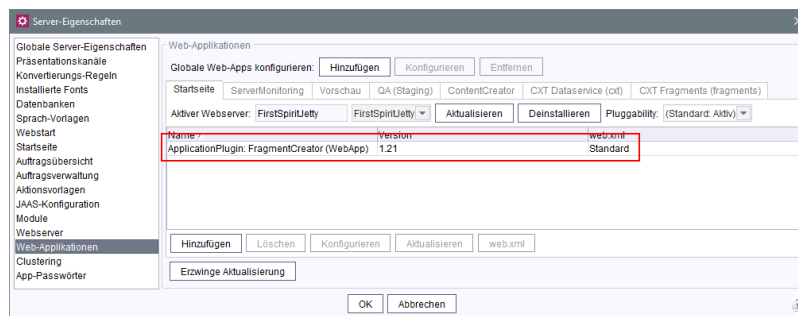 Server-Eigenschaften
Globale Server-Eigenschaften
Präsentationskanäle
Konvertierungs-Regeln
Installierte Fonts
Datenbanken
Sprach-Vorlagen
Webstart
Startseite
Auftragsübersicht
Auftragsverwaltung
Aktionsvorlagen
JAAS-Konfiguration
Module
Webserver
Web-Applikationen
Clustering
App-Passwörter
Web-Applikationen
Globale Web-Apps konfigurieren: Hinzufügen Konfigurieren Entfernen
Startseite ServerMonitoring Vorschau QA (Staging) ContentCreator CXT Dataservice (cxt) CXT Fragments (fragments)
Aktiver Webserver: FirstSpiritJetty FirstSpiritJetty Aktualisieren Deinstallieren Pluggability: (Standard: Aktiv)
Name Version web.xml
ApplicationPlugin: FragmentCreator (WebApp) 1.21 Standard
Hinzufügen Löschen Konfigurieren Aktualisieren web.xml
Erzwinge Aktualisierung
OK Abbrechen